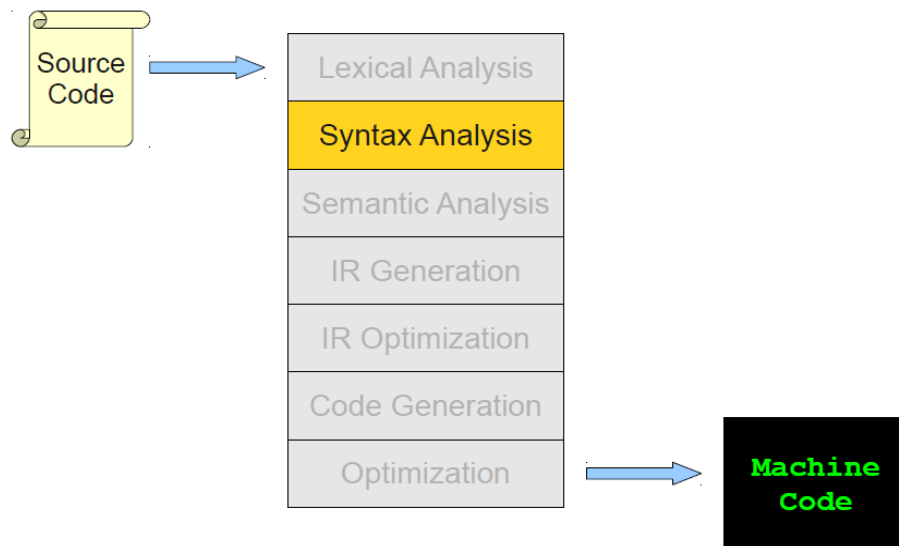 Source
Code
Lexical Analysis
Syntax Analysis
Semantic Analysis
IR Generation
IR Optimization
Code Generation
Optimization
Machine
Code